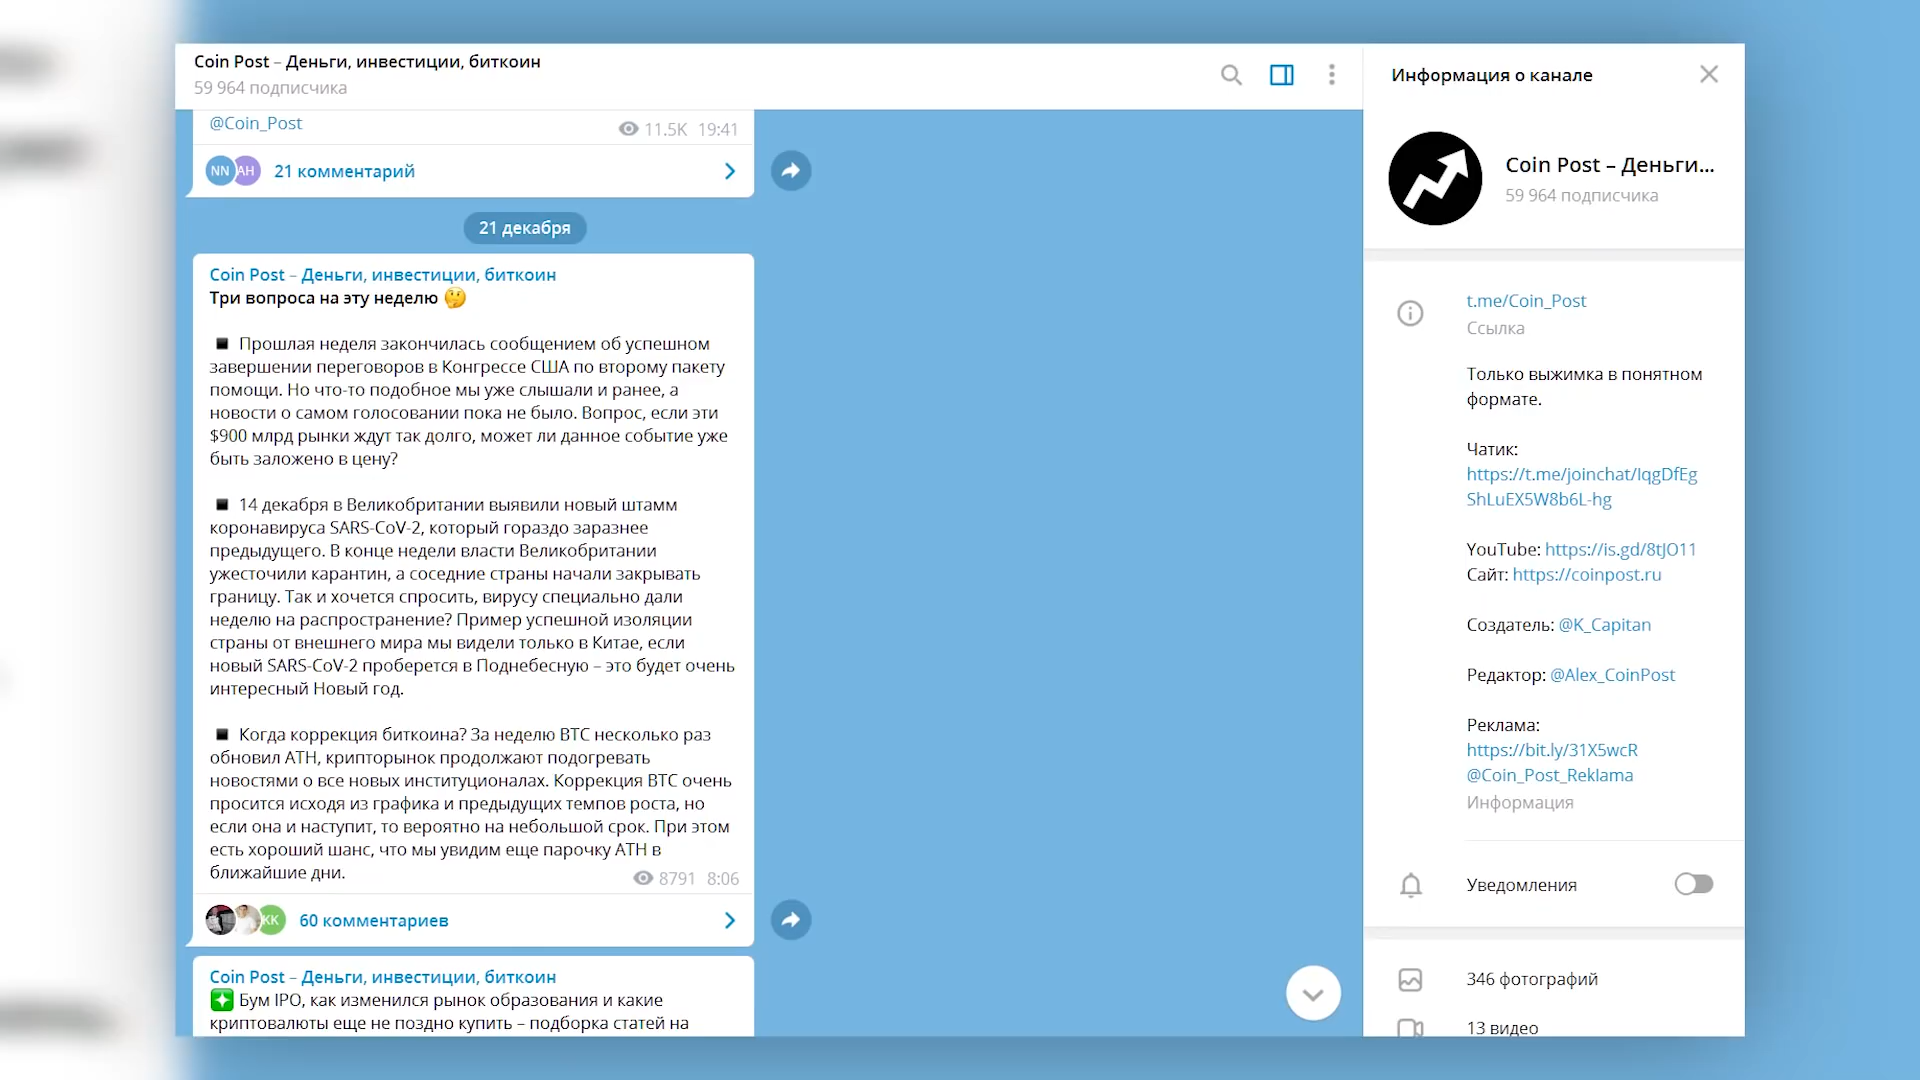 Coin Post – Деньги, инвестиции, биткоин
59 964 подписчика
@Coin_Post
11.5K 19:41
NN AH 21 комментарий
21 декабря
Coin Post – Деньги, инвестиции, биткоин
Три вопроса на эту неделю 🤔
◾ Прошлая неделя закончилась сообщением об успешном
завершении переговоров в Конгрессе США по второму пакету
помощи. Но что-то подобное мы уже слышали и ранее, а
новости о самом голосовании пока не было. Вопрос, если эти
$900 млрд рынки ждут так долго, может ли данное событие уже
быть заложено в цену?
◾ 14 декабря в Великобритании выявили новый штамм
коронавируса SARS-CoV-2, который гораздо заразнее
предыдущего. В конце недели власти Великобритании
ужесточили карантин, а соседние страны начали закрывать
границу. Так и хочется спросить, вирусу специально дали
неделю на распространение? Пример успешной изоляции
страны от внешнего мира мы видели только в Китае, если
новый SARS-CoV-2 проберется в Поднебесную – это будет очень
интересный Новый год.
◾ Когда коррекция биткоина? За неделю BTC несколько раз
обновил ATH, крипторынок продолжают подогревать
новостями о все новых институционалах. Коррекция BTC очень
просится исходя из графика и предыдущих темпов роста, но
если она и наступит, то вероятно на небольшой срок. При этом
есть хороший шанс, что мы увидим еще парочку ATH в
ближайшие дни.
8791 8:06
KK 60 комментариев
Coin Post – Деньги, инвестиции, биткоин
❇️ Бум IPO, как изменился рынок образования и какие
криптовалюты еще не поздно купить – подборка статей на
Информация о канале
Coin Post – Деньги...
59 964 подписчика
t.me/Coin_Post
Ссылка
Только выжимка в понятном
формате.
Чатик:
https://t.me/joinchat/IqgDfEg
ShLuEX5W8b6L-hg
YouTube: https://is.gd/8tJO11
Сайт: https://coinpost.ru
Создатель: @K_Capitan
Редактор: @Alex_CoinPost
Реклама:
https://bit.ly/31X5wcR
@Coin_Post_Reklama
Информация
Уведомления
346 фотографий
13 видео